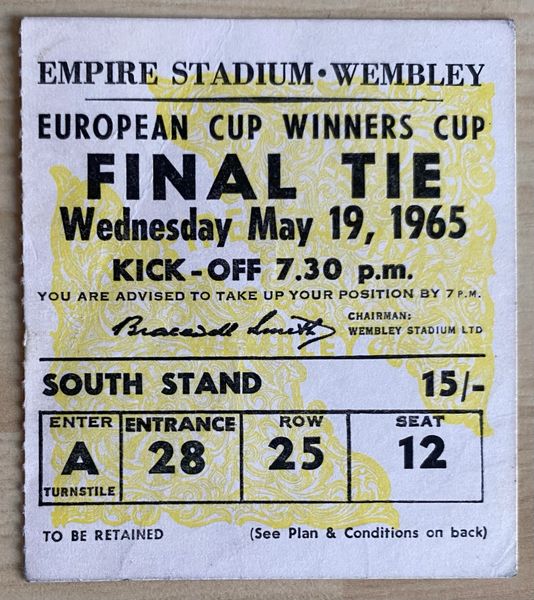 EMPIRE STADIUM · WEMBLEY
EUROPEAN CUP WINNERS CUP
FINAL TIE
Wednesday May 19, 1965
KICK-OFF 7.30 p.m.
YOU ARE ADVISED TO TAKE UP YOUR POSITION BY 7 P.M.
Bracewell Smith
CHAIRMAN:
WEMBLEY STADIUM LTD
SOUTH STAND 15/-
ENTER ENTRANCE ROW SEAT
A 28 25 12
TURNSTILE
TO BE RETAINED (See Plan & Conditions on back)